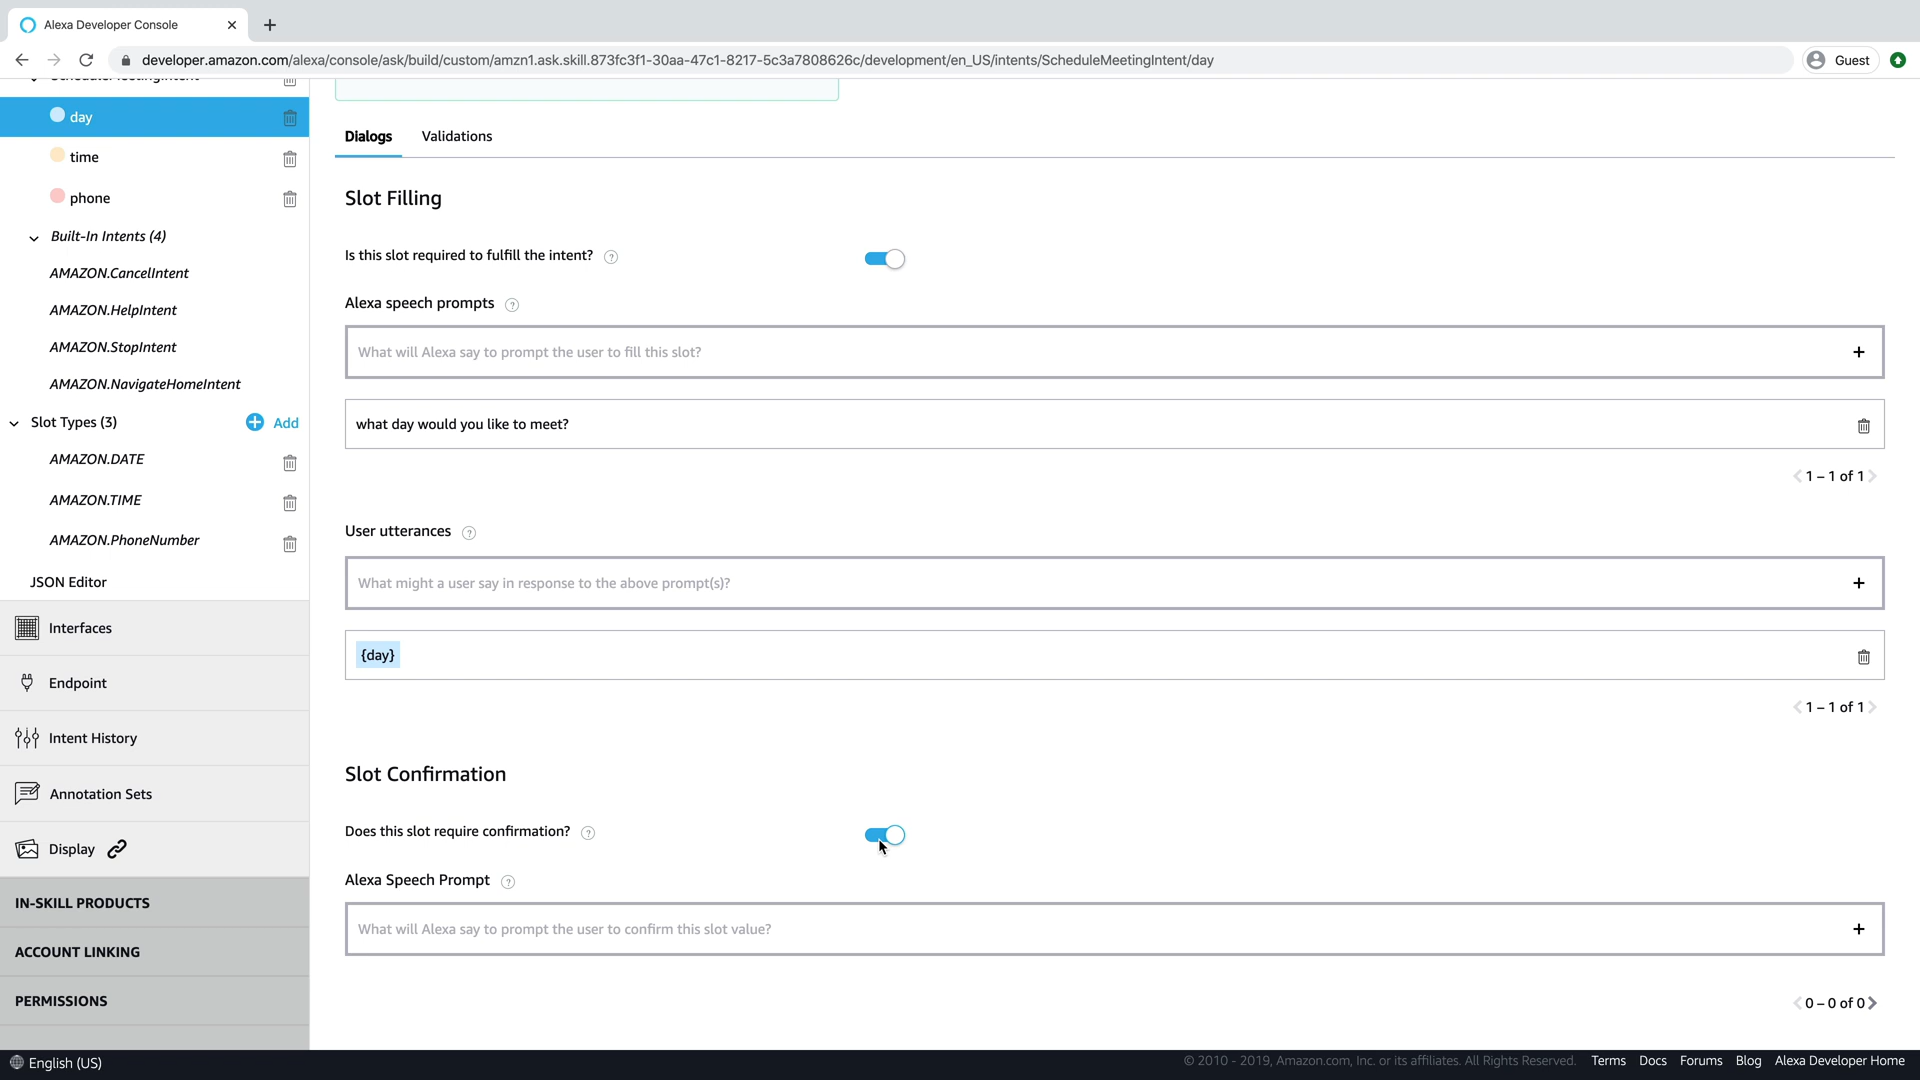 Alexa Developer Console
developer.amazon.com/alexa/console/ask/build/custom/amzn1.ask.skill.873fc3f1-30aa-47c1-8217-5c3a7808626c/development/en_US/intents/ScheduleMeetingIntent/day
Guest
ScheduleMeetingIntent
day
time
phone
Built-In Intents (4)
AMAZON.CancelIntent
AMAZON.HelpIntent
AMAZON.StopIntent
AMAZON.NavigateHomeIntent
Slot Types (3)
Add
AMAZON.DATE
AMAZON.TIME
AMAZON.PhoneNumber
JSON Editor
Interfaces
Endpoint
Intent History
Annotation Sets
Display
IN-SKILL PRODUCTS
ACCOUNT LINKING
PERMISSIONS
Dialogs Validations
Slot Filling
Is this slot required to fulfill the intent? ?
Alexa speech prompts ?
What will Alexa say to prompt the user to fill this slot? +
what day would you like to meet?
1 – 1 of 1
User utterances ?
What might a user say in response to the above prompt(s)? +
{day}
1 – 1 of 1
Slot Confirmation
Does this slot require confirmation? ?
Alexa Speech Prompt ?
What will Alexa say to prompt the user to confirm this slot value? +
0 – 0 of 0
English (US)
© 2010 - 2019, Amazon.com, Inc. or its affiliates. All Rights Reserved. Terms Docs Forums Blog Alexa Developer Home